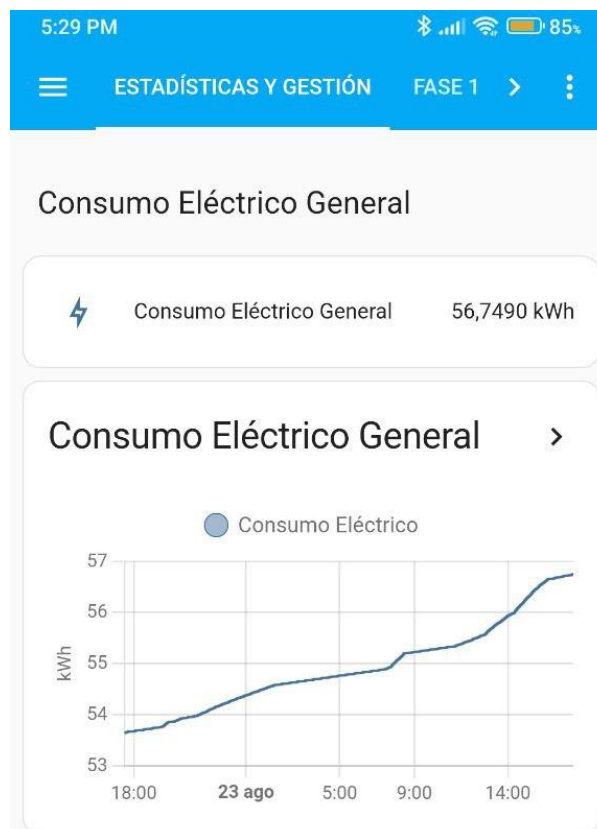 5:29 PM 85%
ESTADÍSTICAS Y GESTIÓN FASE 1
Consumo Eléctrico General
Consumo Eléctrico General 56,7490 kWh
Consumo Eléctrico General
Consumo Eléctrico
57
56
55
54
53
kWh
18:00 23 ago 5:00 9:00 14:00